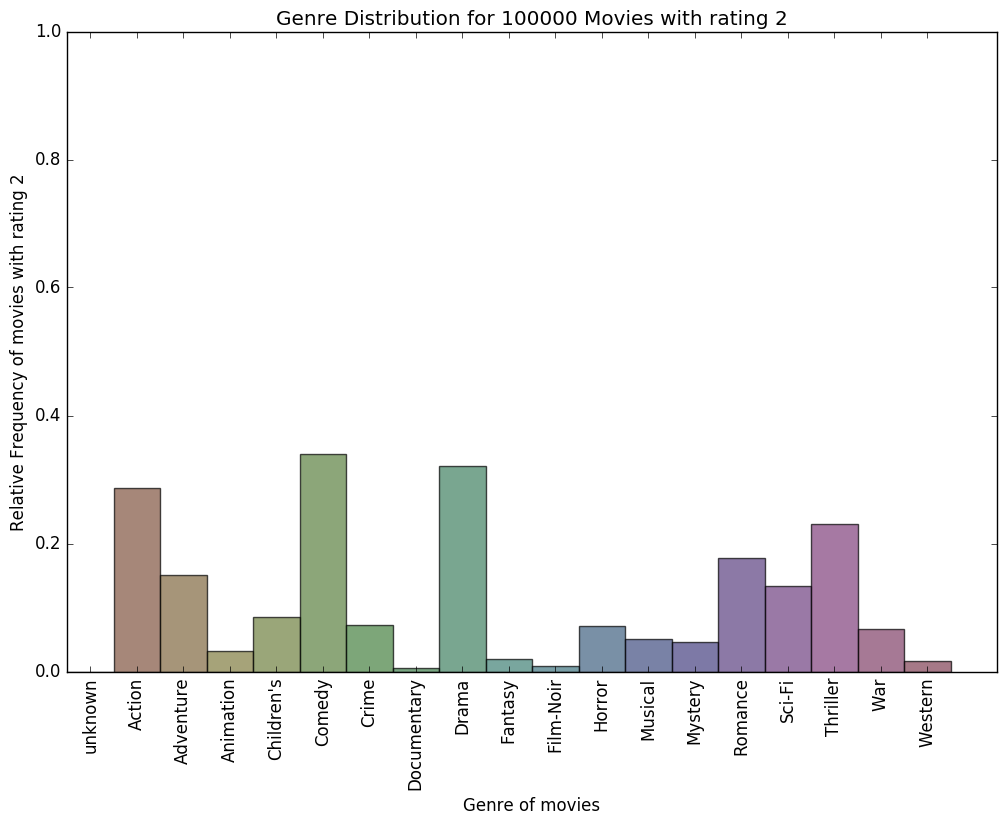 Genre Distribution for 100000 Movies with rating 2
Relative Frequency of movies with rating 2
1.0
0.8
0.6
0.4
0.2
0.0
unknown
Action
Adventure
Animation
Children's
Comedy
Crime
Documentary
Drama
Fantasy
Film-Noir
Horror
Musical
Mystery
Romance
Sci-Fi
Thriller
War
Western
Genre of movies